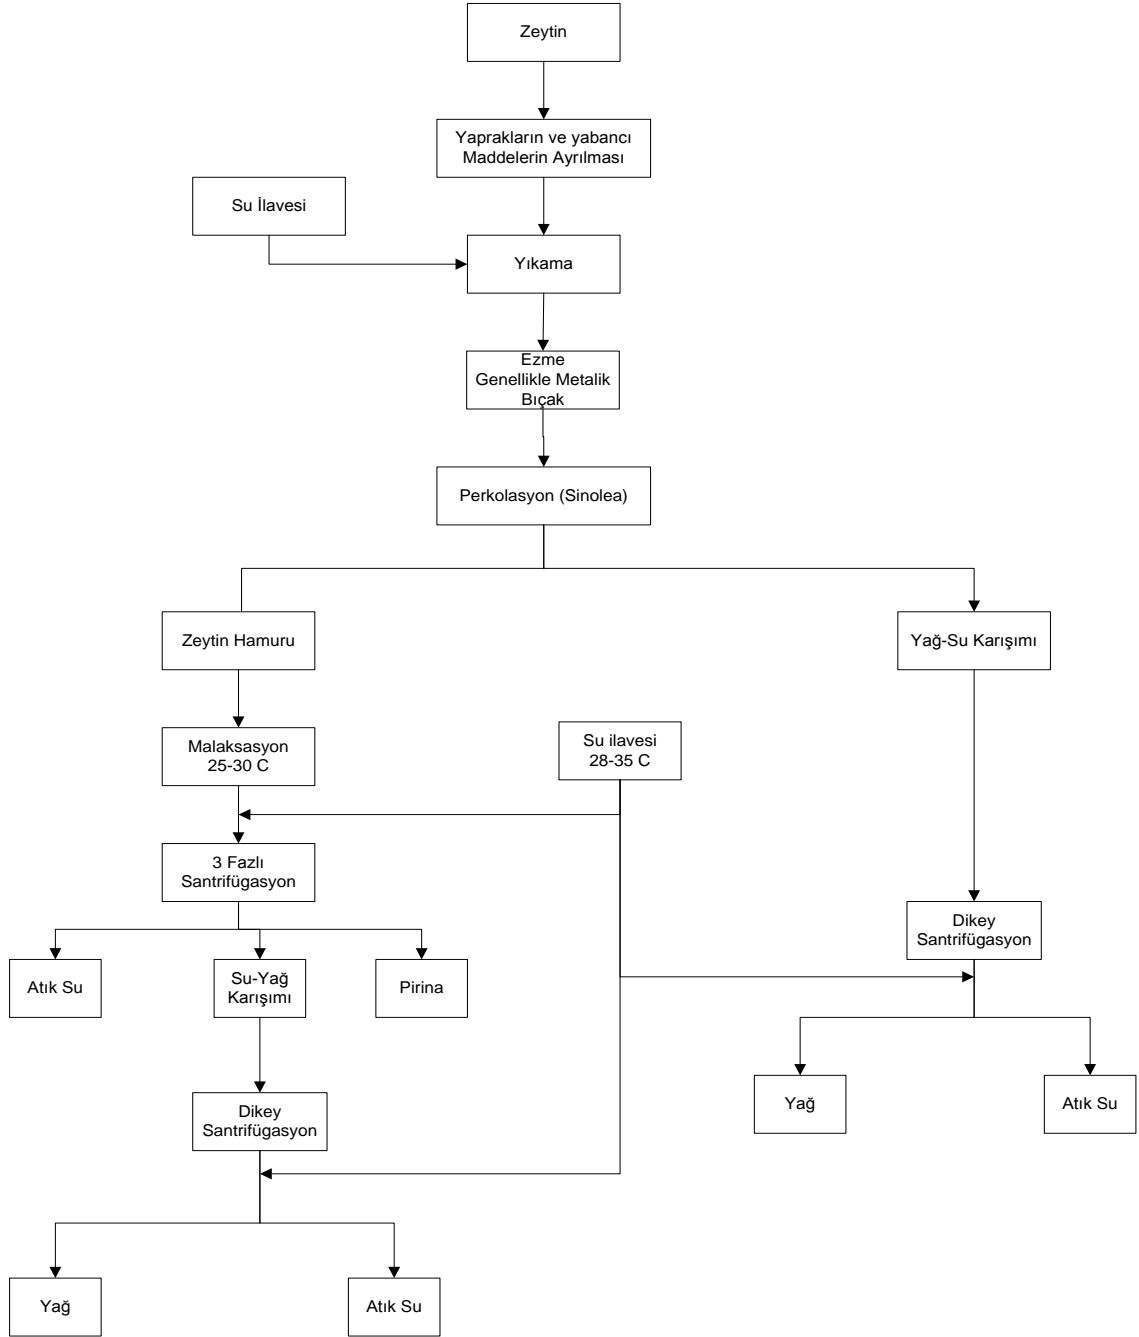 Zeytin
Yaprakların ve yabancı
Maddelerin Ayrılması
Su İlavesi
Yıkama
Ezme
Genellikle Metalik
Bıçak
Perkolasyon (Sinolea)
Zeytin Hamuru
Yağ-Su Karışımı
Malaksasyon
25-30 C
Su ilavesi
28-35 C
3 Fazlı
Santrifügasyon
Dikey
Santrifügasyon
Atık Su
Su-Yağ
Karışımı
Pirina
Yağ
Atık Su
Dikey
Santrifügasyon
Yağ
Atık Su